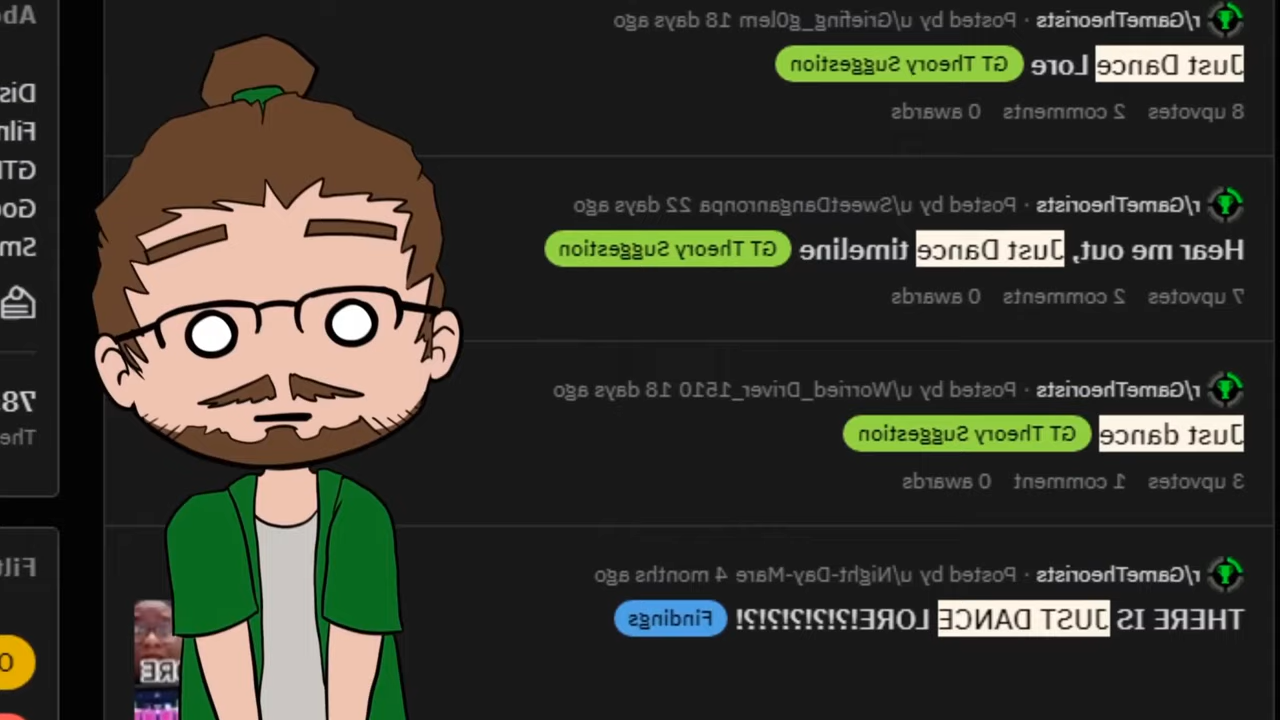 r/GameTheorists · Posted by u/Griefing_g0lem 18 days ago
Just Dance Lore GT Theory Suggestion
8 upvotes 2 comments 0 awards
r/GameTheorists · Posted by u/SweetDanganronpa 22 days ago
Hear me out, Just Dance timeline GT Theory Suggestion
7 upvotes 2 comments 0 awards
r/GameTheorists · Posted by u/Worried_Driver_1510 18 days ago
Just dance GT Theory Suggestion
3 upvotes 1 comment 0 awards
r/GameTheorists · Posted by u/Night-Day-Mare 4 months ago
THERE IS JUST DANCE LORE!?!?!?!?!?! Findings